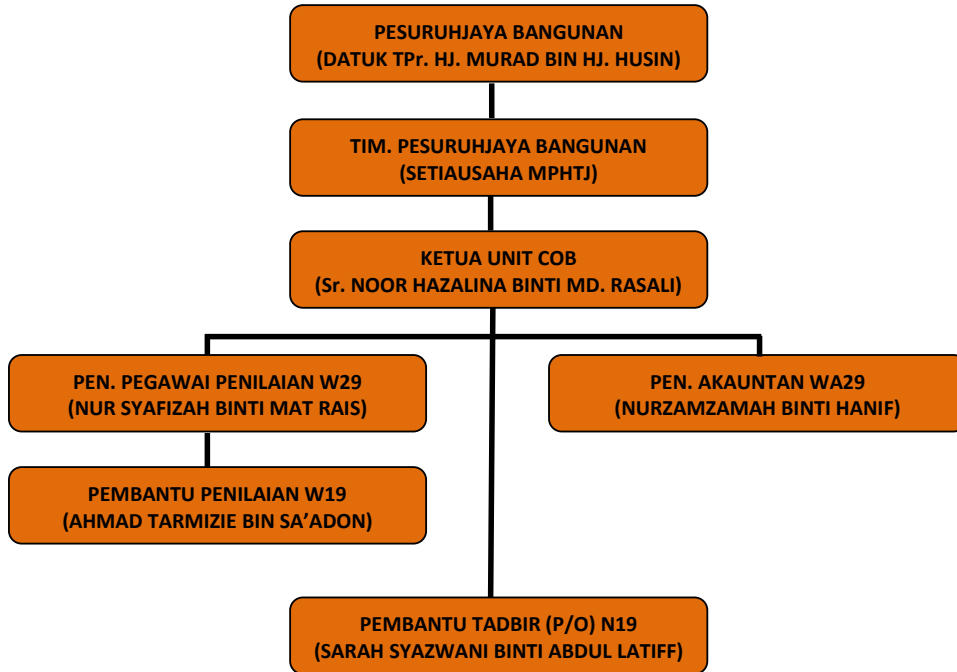 PESURUHJAYA BANGUNAN
(DATUK TPr. HJ. MURAD BIN HJ. HUSIN)
TIM. PESURUHJAYA BANGUNAN
(SETIAUSAHA MPHTJ)
KETUA UNIT COB
(Sr. NOOR HAZALINA BINTI MD. RASALI)
PEN. PEGAWAI PENILAIAN W29
(NUR SYAFIZAH BINTI MAT RAIS)
PEN. AKAUNTAN WA29
(NURZAMZAMAH BINTI HANIF)
PEMBANTU PENILAIAN W19
(AHMAD TARMIZIE BIN SA’ADON)
PEMBANTU TADBIR (P/O) N19
(SARAH SYAZWANI BINTI ABDUL LATIFF)